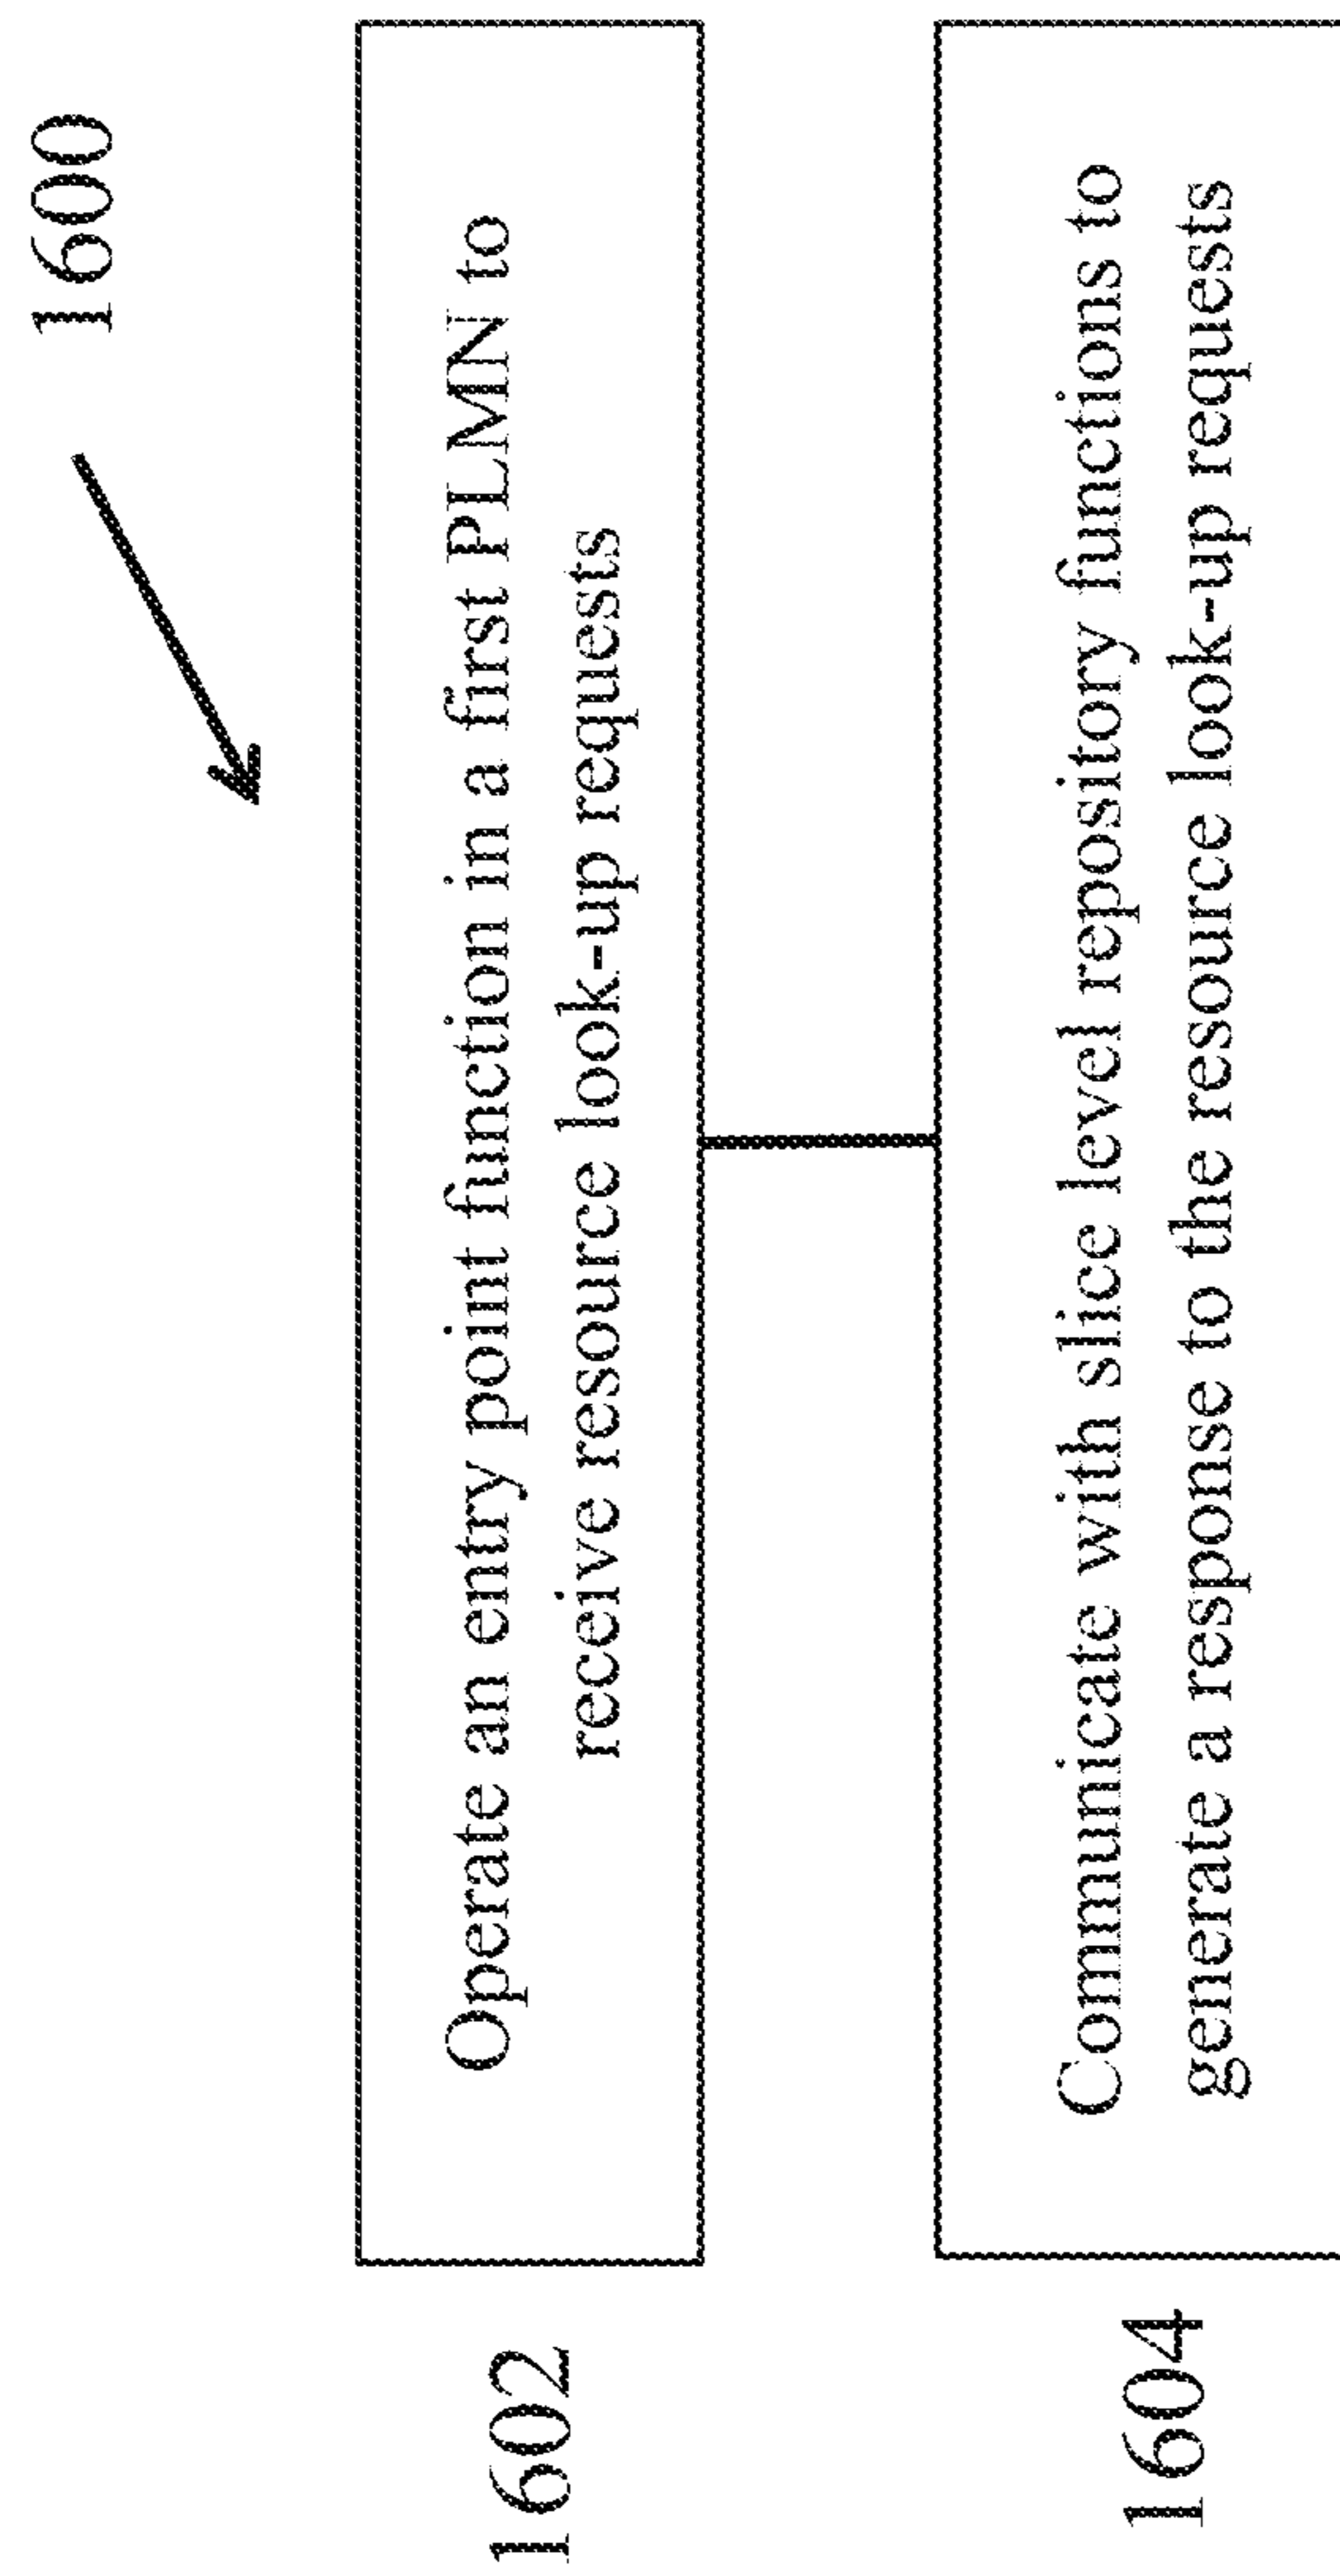 1600
1602
Operate an entry point function in a first PLMN to
receive resource look-up requests
1604
Communicate with slice level repository functions to
generate a response to the resource look-up requests